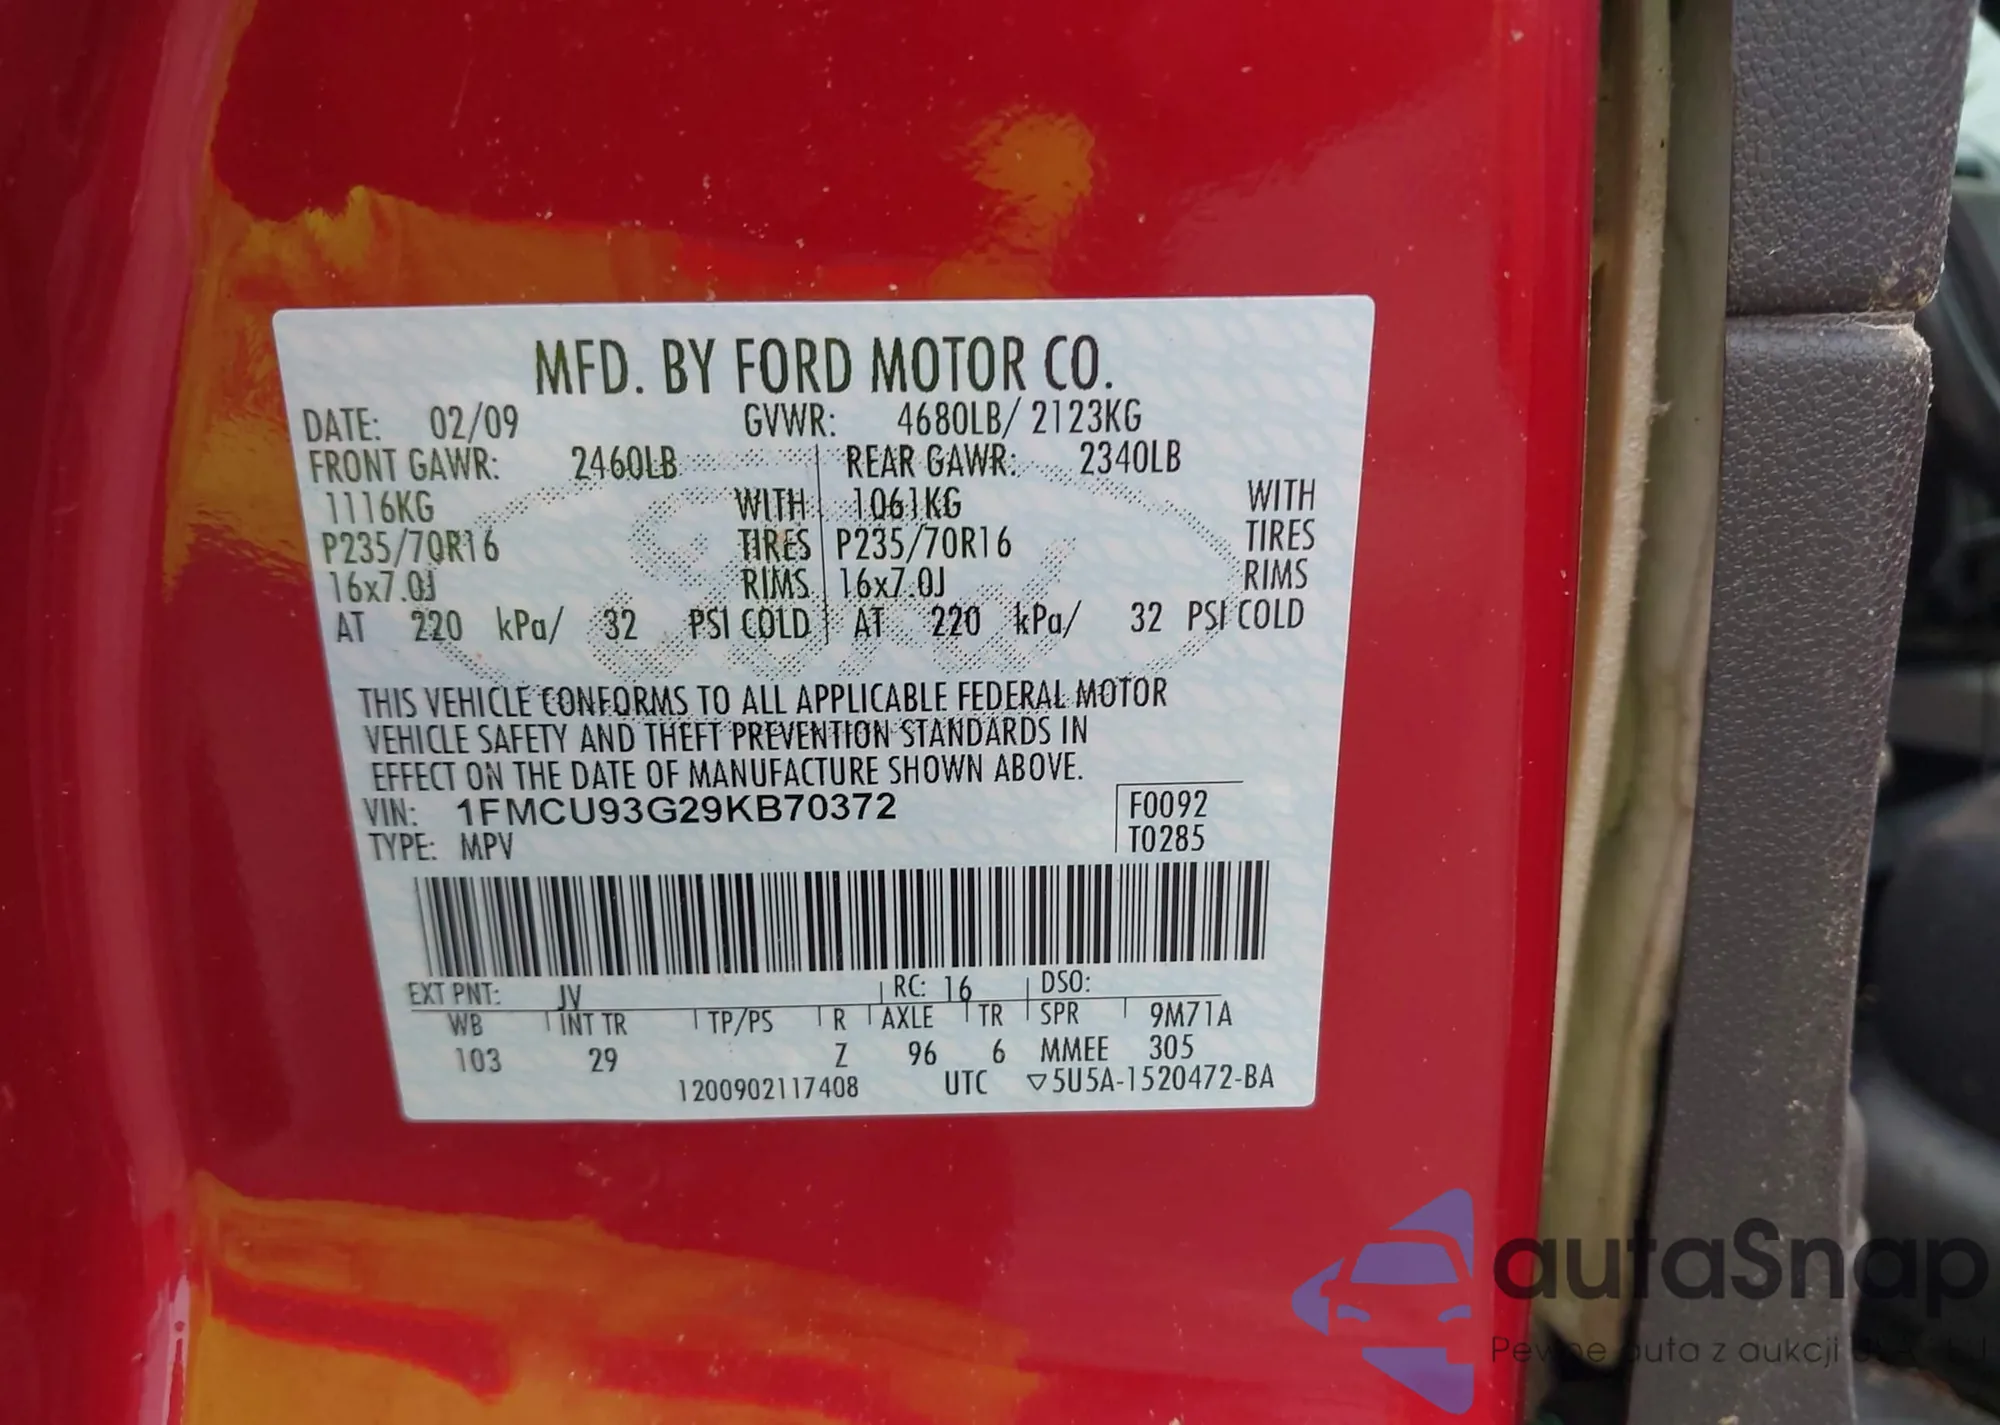 MFD. BY FORD MOTOR CO.
DATE: 02/09 GVWR: 4680LB/ 2123KG
FRONT GAWR: 2460LB REAR GAWR: 2340LB
1116KG WITH 1061KG WITH
P235/70R16 TIRES P235/70R16 TIRES
16x7.0J RIMS 16x7.0J RIMS
AT 220 kPa/ 32 PSI COLD AT 220 kPa/ 32 PSI COLD
THIS VEHICLE CONFORMS TO ALL APPLICABLE FEDERAL MOTOR
VEHICLE SAFETY AND THEFT PREVENTION STANDARDS IN
EFFECT ON THE DATE OF MANUFACTURE SHOWN ABOVE.
VIN: 1FMCU93G29KB70372 F0092
TYPE: MPV T0285
EXT PNT: JV RC: 16 DSO:
WB INT TR TP/PS R AXLE TR SPR 9M71A
103 29 Z 96 6 MMEE 305
1200902117408 UTC ▽5U5A-1520472-BA
autaSnap
Pewne auta z aukcji